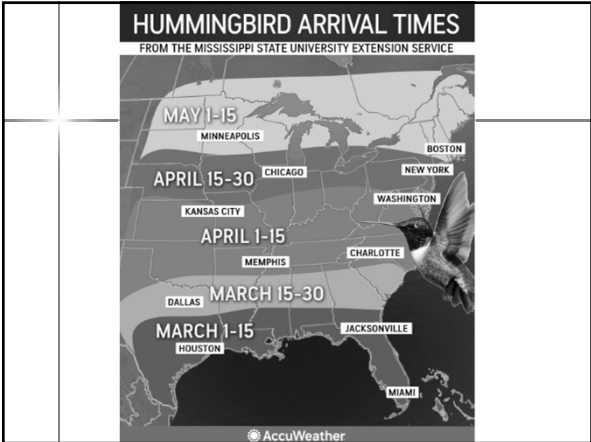 HUMMINGBIRD ARRIVAL TIMES
FROM THE MISSISSIPPI STATE UNIVERSITY EXTENSION SERVICE
MAY 1-15
MINNEAPOLIS
BOSTON
CHICAGO
NEW YORK
APRIL 15-30
WASHINGTON
KANSAS CITY
APRIL 1-15
CHARLOTTE
MEMPHIS
MARCH 15-30
DALLAS
MARCH 1-15
JACKSONVILLE
HOUSTON
MIAMI
AccuWeather